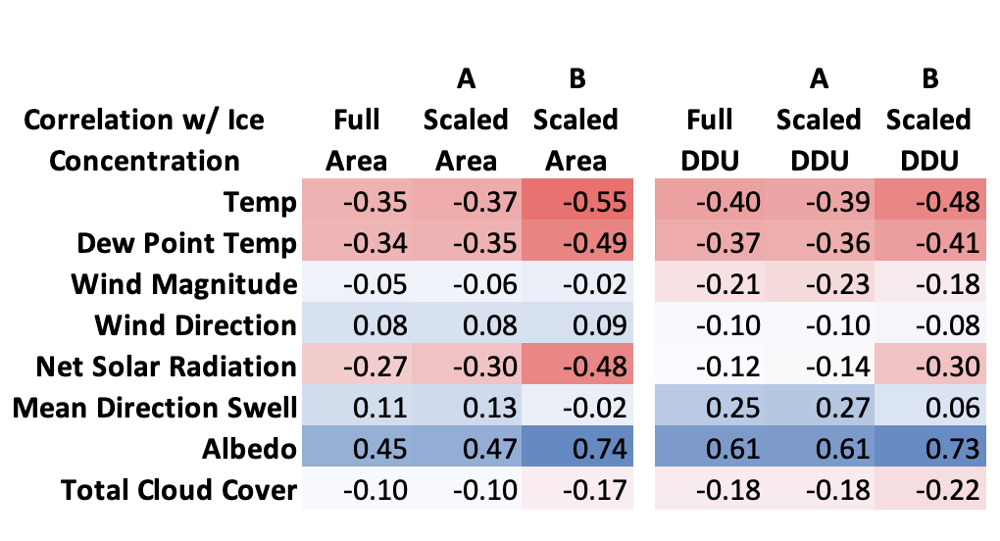 A B A B
Correlation w/ Ice Full Scaled Scaled Full Scaled Scaled
Concentration Area Area Area DDU DDU DDU
Temp -0.35 -0.37 -0.55 -0.40 -0.39 -0.48
Dew Point Temp -0.34 -0.35 -0.49 -0.37 -0.36 -0.41
Wind Magnitude -0.05 -0.06 -0.02 -0.21 -0.23 -0.18
Wind Direction 0.08 0.08 0.09 -0.10 -0.10 -0.08
Net Solar Radiation -0.27 -0.30 -0.48 -0.12 -0.14 -0.30
Mean Direction Swell 0.11 0.13 -0.02 0.25 0.27 0.06
Albedo 0.45 0.47 0.74 0.61 0.61 0.73
Total Cloud Cover -0.10 -0.10 -0.17 -0.18 -0.18 -0.22